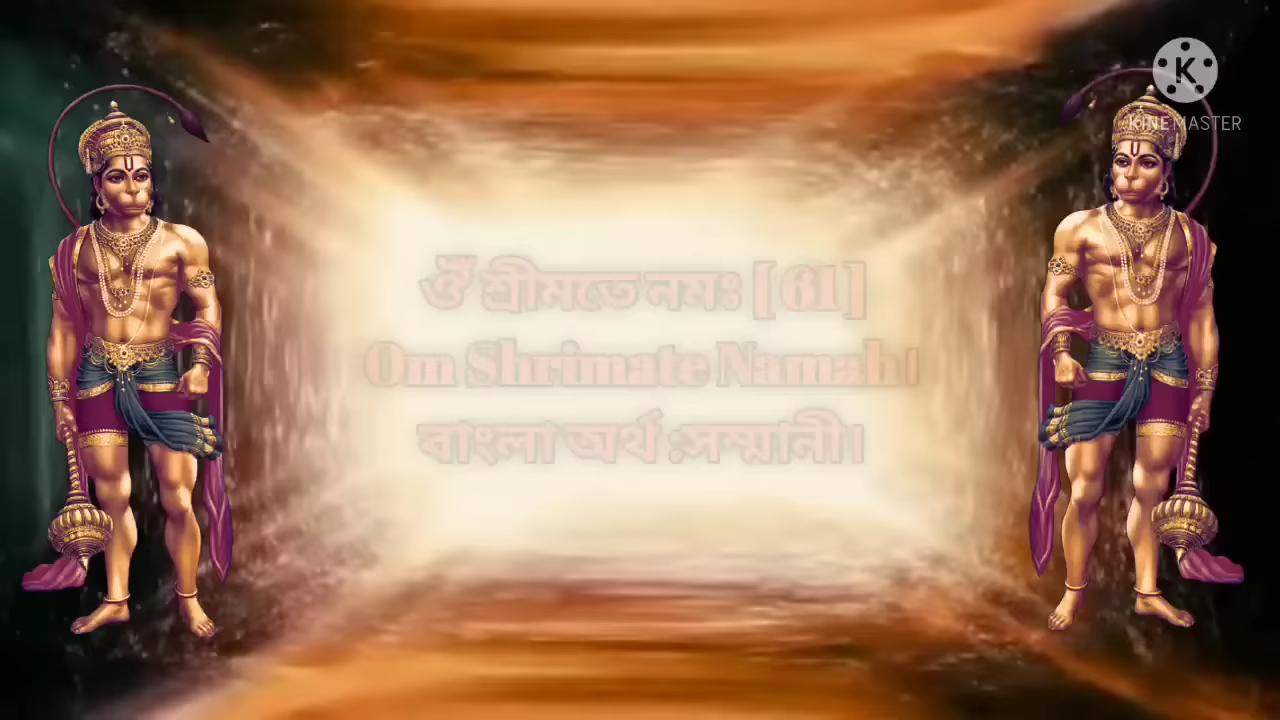 KINEMASTER
ওঁ শ্রীমতে নমঃ [ 61 ]
Om Shrimate Namah।
বাংলা অর্থ :সম্মানী।